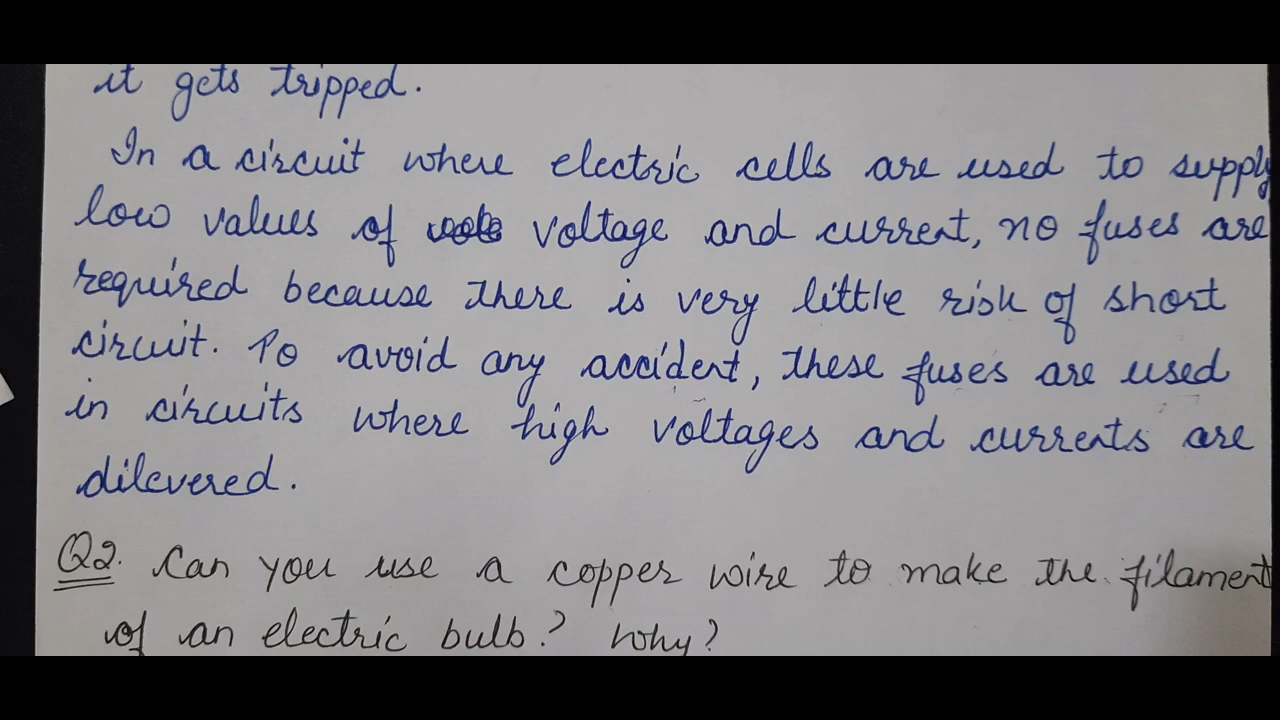 it gets tripped.
In a circuit where electric cells are used to supply
low values of voltage and current, no fuses are
required because there is very little risk of short
circuit. To avoid any accident, these fuses are used
in circuits where high voltages and currents are
dilevered.
Q2. Can you use a copper wire to make the filament
of an electric bulb? Why?